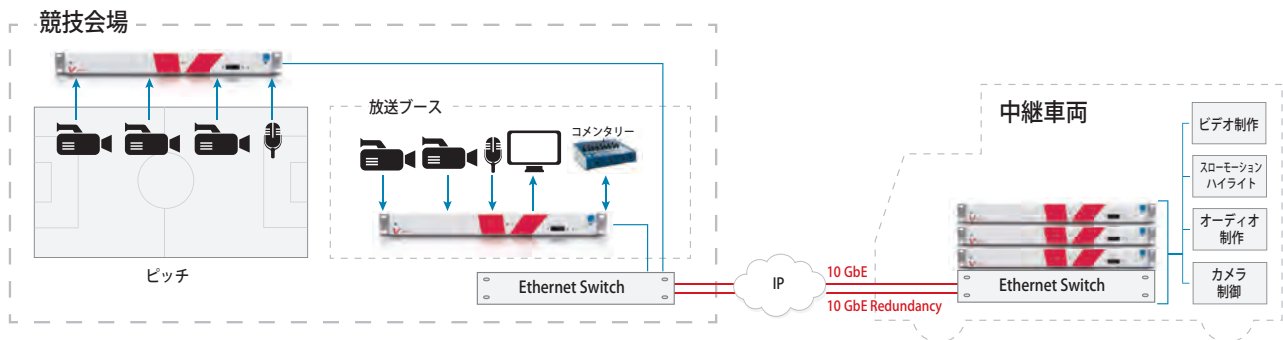 競技会場
放送ブース
コメンタリー
ピッチ
Ethernet Switch
IP
10 GbE
10 GbE Redundancy
中継車両
Ethernet Switch
ビデオ制作
スローモーション
ハイライト
オーディオ
制作
カメラ
制御